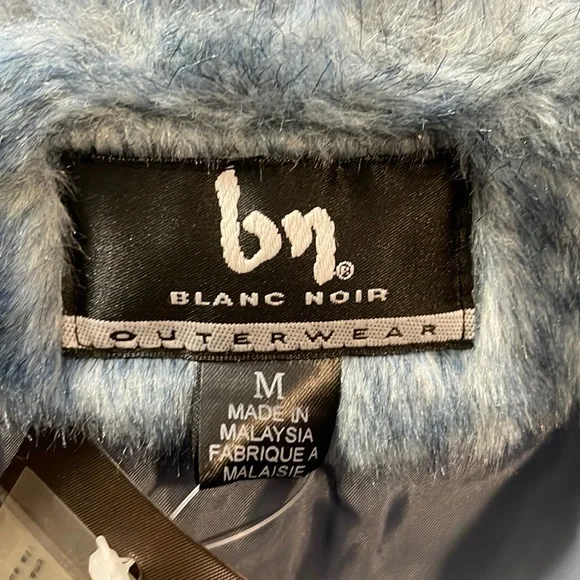 bn®
BLANC NOIR
OUTERWEAR
M
MADE IN
MALAYSIA
FABRIQUE A
MALAISIE